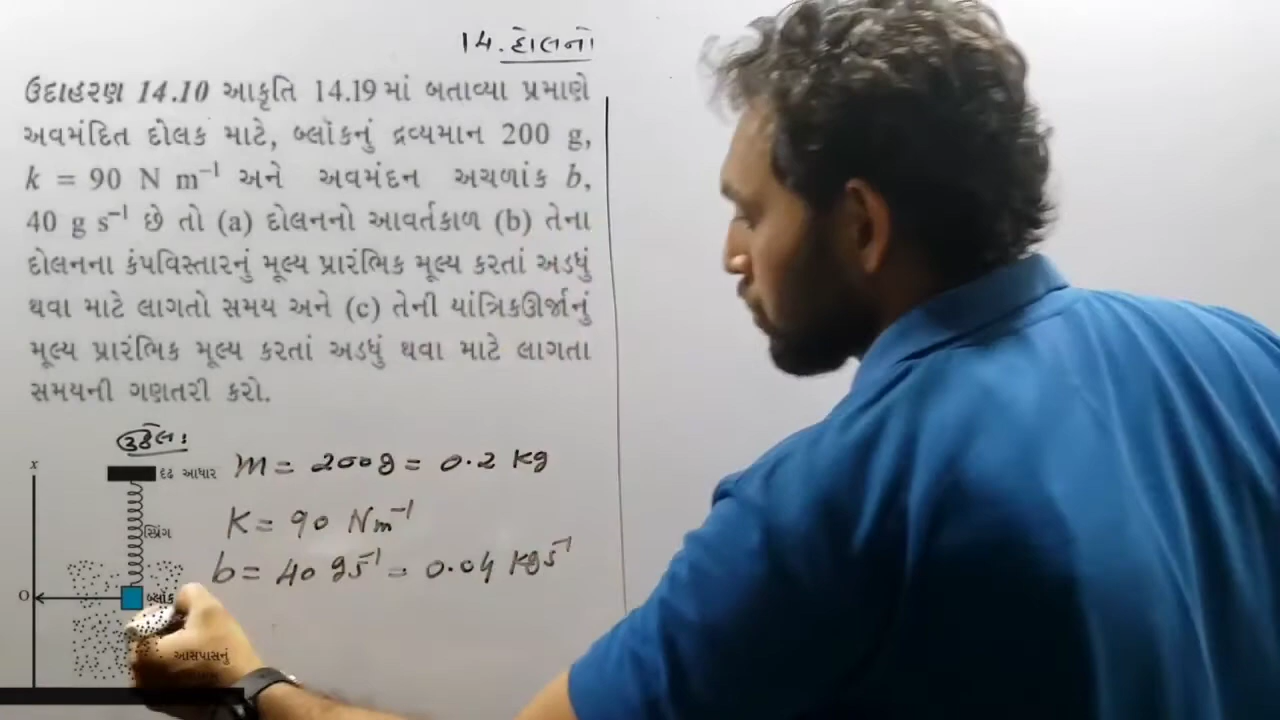 14. દોલનો
ઉદાહરણ 14.10 આકૃતિ 14.19 માં બતાવ્યા પ્રમાણે
અવમંદિત દોલક માટે, બ્લૉકનું દ્રવ્યમાન 200 g,
k = 90 N m⁻¹ અને અવમંદન અચળાંક b,
40 g s⁻¹ છે તો (a) દોલનનો આવર્તકાળ (b) તેના
દોલનના કંપવિસ્તારનું મૂલ્ય પ્રારંભિક મૂલ્ય કરતાં અડધું
થવા માટે લાગતો સમય અને (c) તેની યાંત્રિકઊર્જાનું
મૂલ્ય પ્રારંભિક મૂલ્ય કરતાં અડધું થવા માટે લાગતા
સમયની ગણતરી કરો.
ઉકેલ:
x
દૃઢ આધાર
m = 200g = 0.2 Kg
K = 90 Nm⁻¹
સ્પ્રિંગ
b = 40 gs⁻¹ = 0.04 Kgs⁻¹
O
બ્લૉક
આસપાસનું